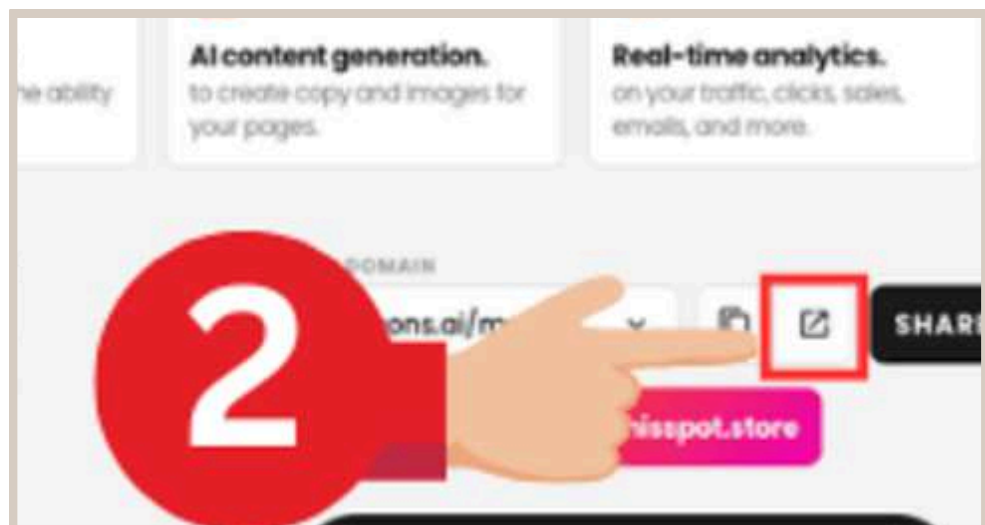 he ability
AI content generation.
to create copy and images for
your pages.
Real-time analytics.
on your traffic, clicks, sales,
emails, and more.
DOMAIN
2
ons.ai/m
SHARE
hisspot.store